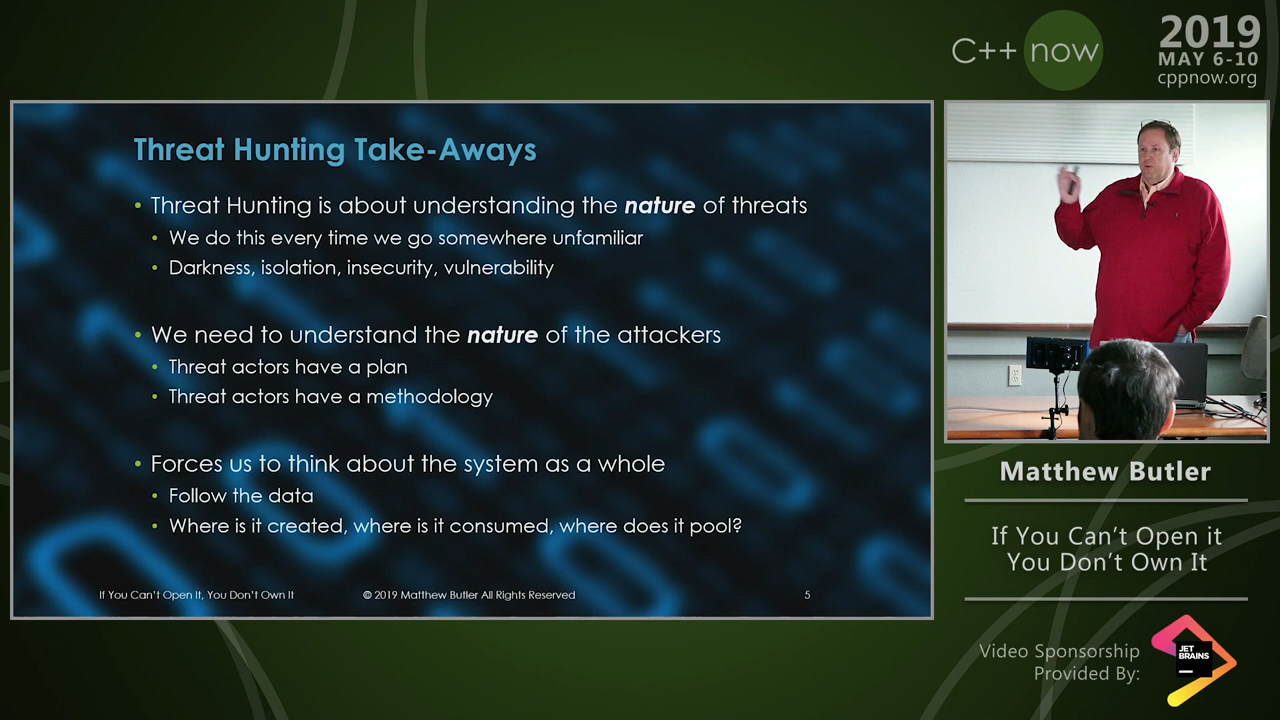 C++ now
2019
MAY 6-10
cppnow.org
Threat Hunting Take-Aways
• Threat Hunting is about understanding the nature of threats
• We do this every time we go somewhere unfamiliar
• Darkness, isolation, insecurity, vulnerability
• We need to understand the nature of the attackers
• Threat actors have a plan
• Threat actors have a methodology
• Forces us to think about the system as a whole
• Follow the data
• Where is it created, where is it consumed, where does it pool?
If You Can't Open It, You Don't Own It
© 2019 Matthew Butler All Rights Reserved
5
Matthew Butler
If You Can't Open it
You Don't Own It
Video Sponsorship
Provided By:
JET
BRAINS